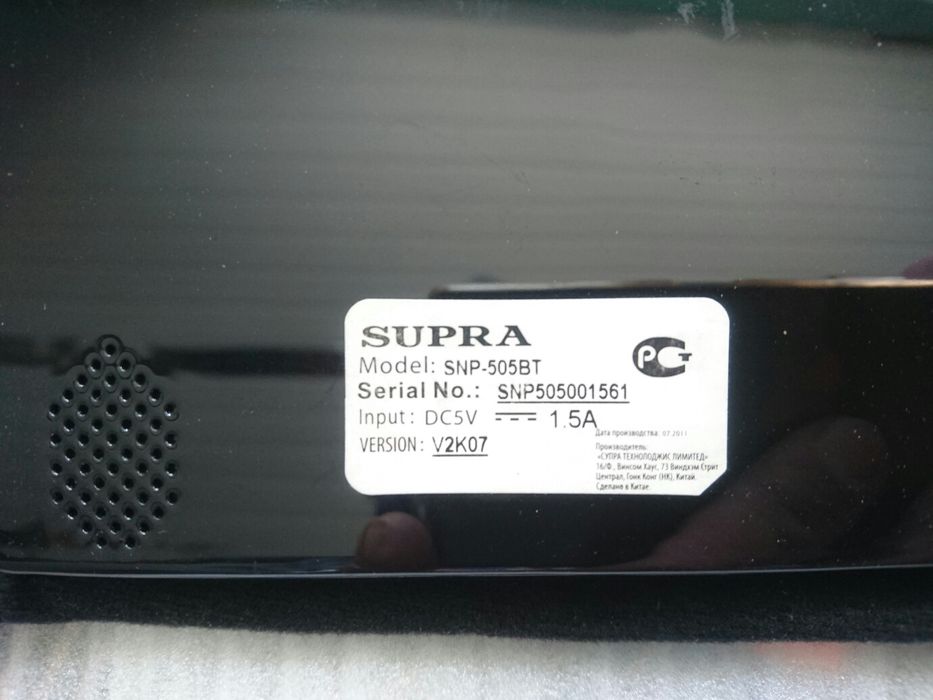 SUPRA
Model: SNP-505BT
Serial No.: SNP505001561
Input: DC5V 1.5A
VERSION: V2K07
РСТ
Дата производства: 07.2011
Производитель:
«СУПРА ТЕХНОЛОДЖИС ЛИМИТЕД»
16/Ф, Винсом Хаус, 73 Виндхэм Стрит
Централ, Гонк Конг (НК), Китай.
Сделано в Китае.